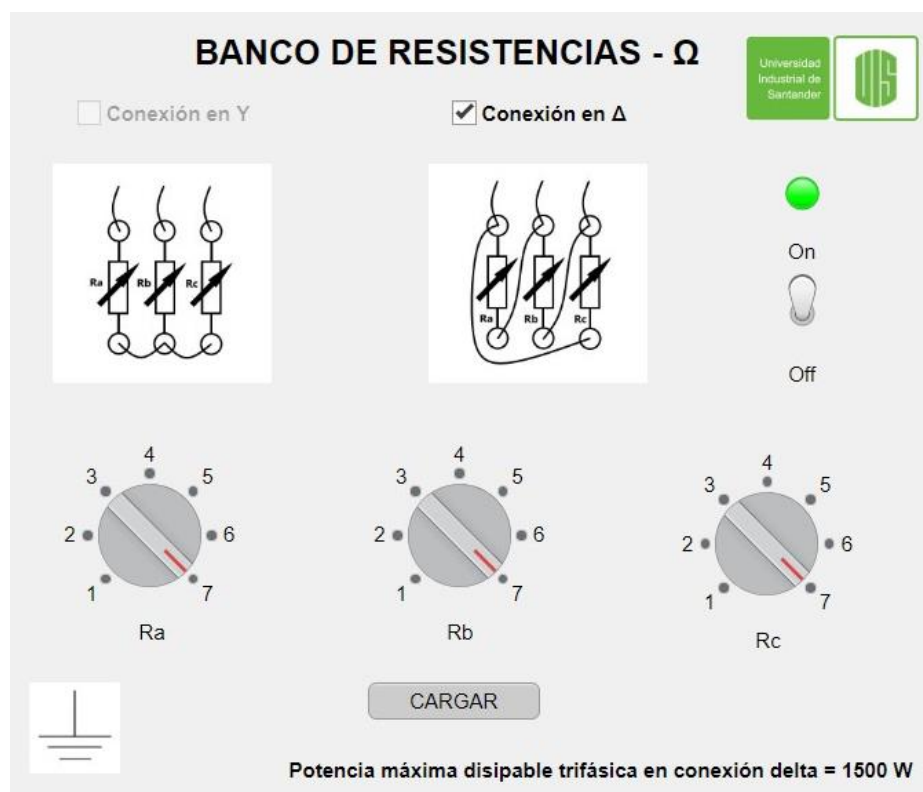 BANCO DE RESISTENCIAS - Ω
Universidad
Industrial de
Santander
UIS
Conexión en Y
Conexión en Δ
Ra
Rb
Rc
Ra
Rb
Rc
On
Off
1
2
3
4
5
6
7
Ra
1
2
3
4
5
6
7
Rb
1
2
3
4
5
6
7
Rc
CARGAR
Potencia máxima disipable trifásica en conexión delta = 1500 W